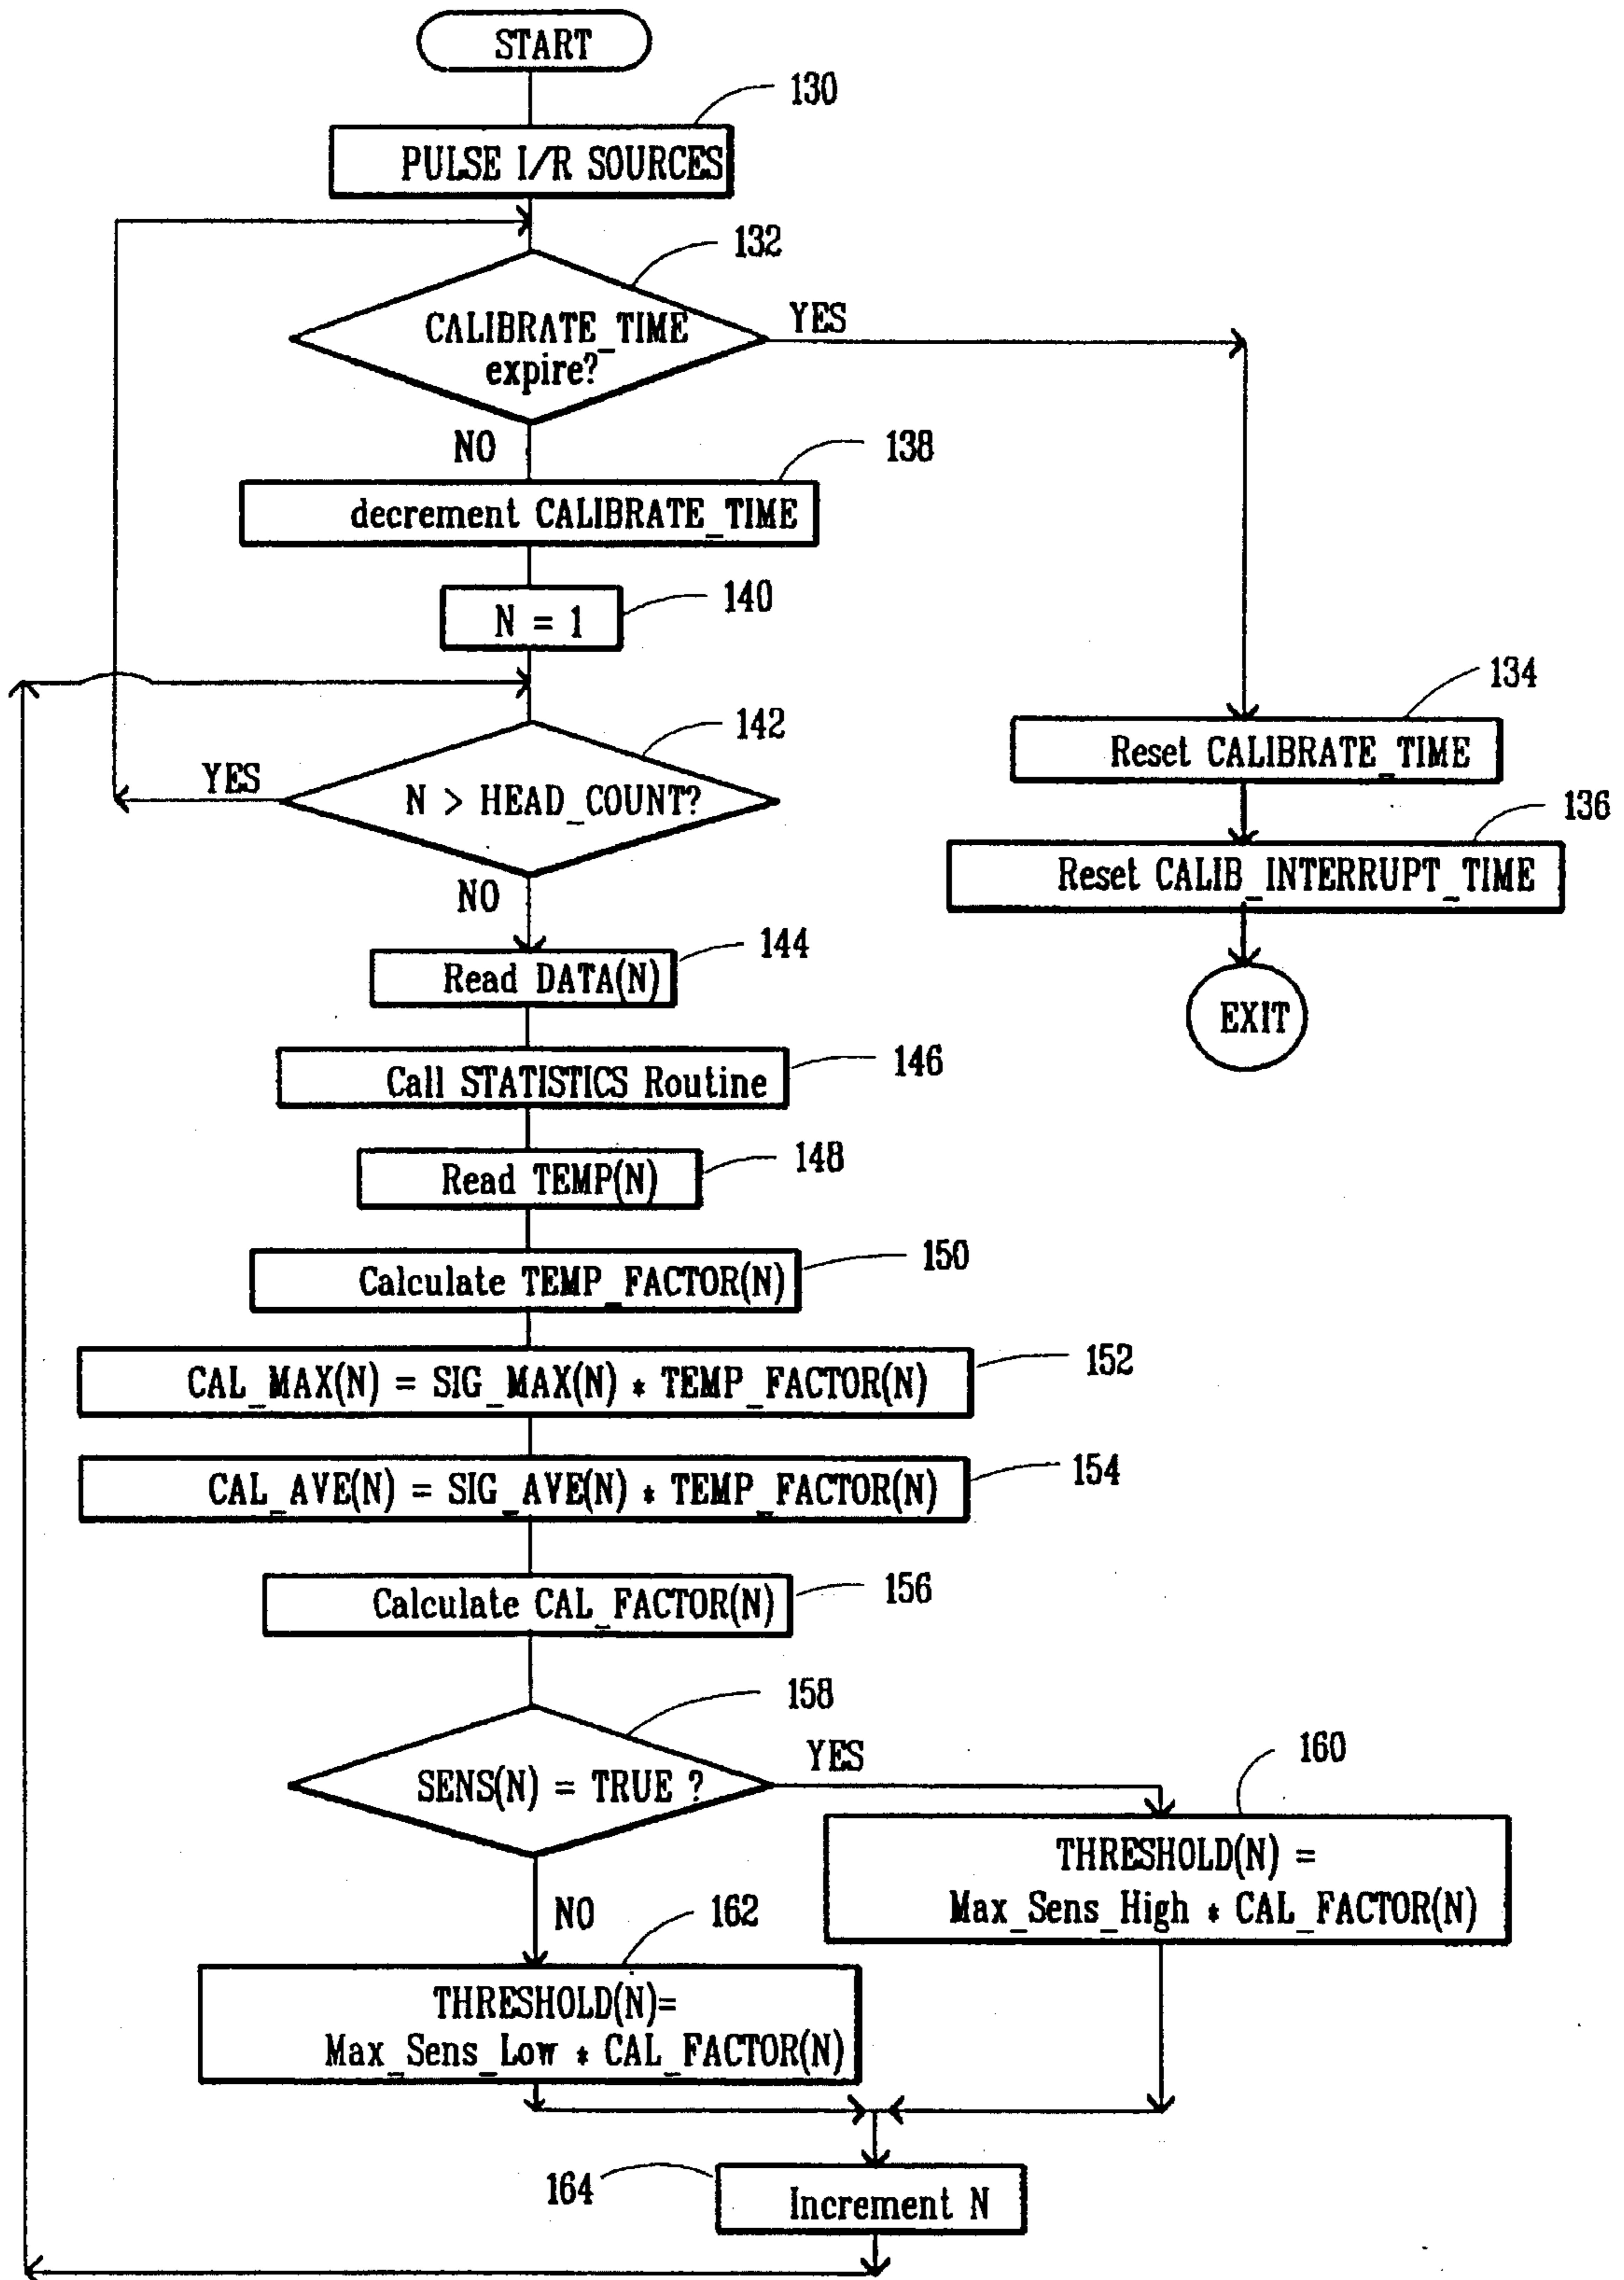 START
130
PULSE I/R SOURCES
132
CALIBRATE_TIME
expire?
YES
NO
138
decrement CALIBRATE_TIME
140
N = 1
142
N > HEAD_COUNT?
YES
NO
134
Reset CALIBRATE_TIME
136
Reset CALIB_INTERRUPT_TIME
EXIT
144
Read DATA(N)
146
Call STATISTICS Routine
148
Read TEMP(N)
150
Calculate TEMP_FACTOR(N)
152
CAL_MAX(N) = SIG_MAX(N) * TEMP_FACTOR(N)
154
CAL_AVE(N) = SIG_AVE(N) * TEMP_FACTOR(N)
156
Calculate CAL_FACTOR(N)
158
SENS(N) = TRUE ?
YES
160
THRESHOLD(N) =
Max_Sens_High * CAL_FACTOR(N)
NO
162
THRESHOLD(N)=
Max_Sens_Low * CAL_FACTOR(N)
164
Increment N